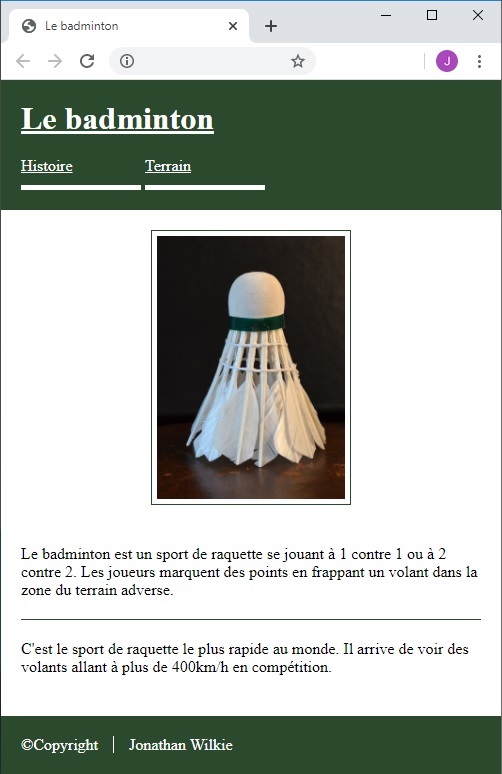 Le badminton
J
Le badminton
Histoire Terrain
Le badminton est un sport de raquette se jouant à 1 contre 1 ou à 2
contre 2. Les joueurs marquent des points en frappant un volant dans la
zone du terrain adverse.
C'est le sport de raquette le plus rapide au monde. Il arrive de voir des
volants allant à plus de 400km/h en compétition.
©Copyright Jonathan Wilkie